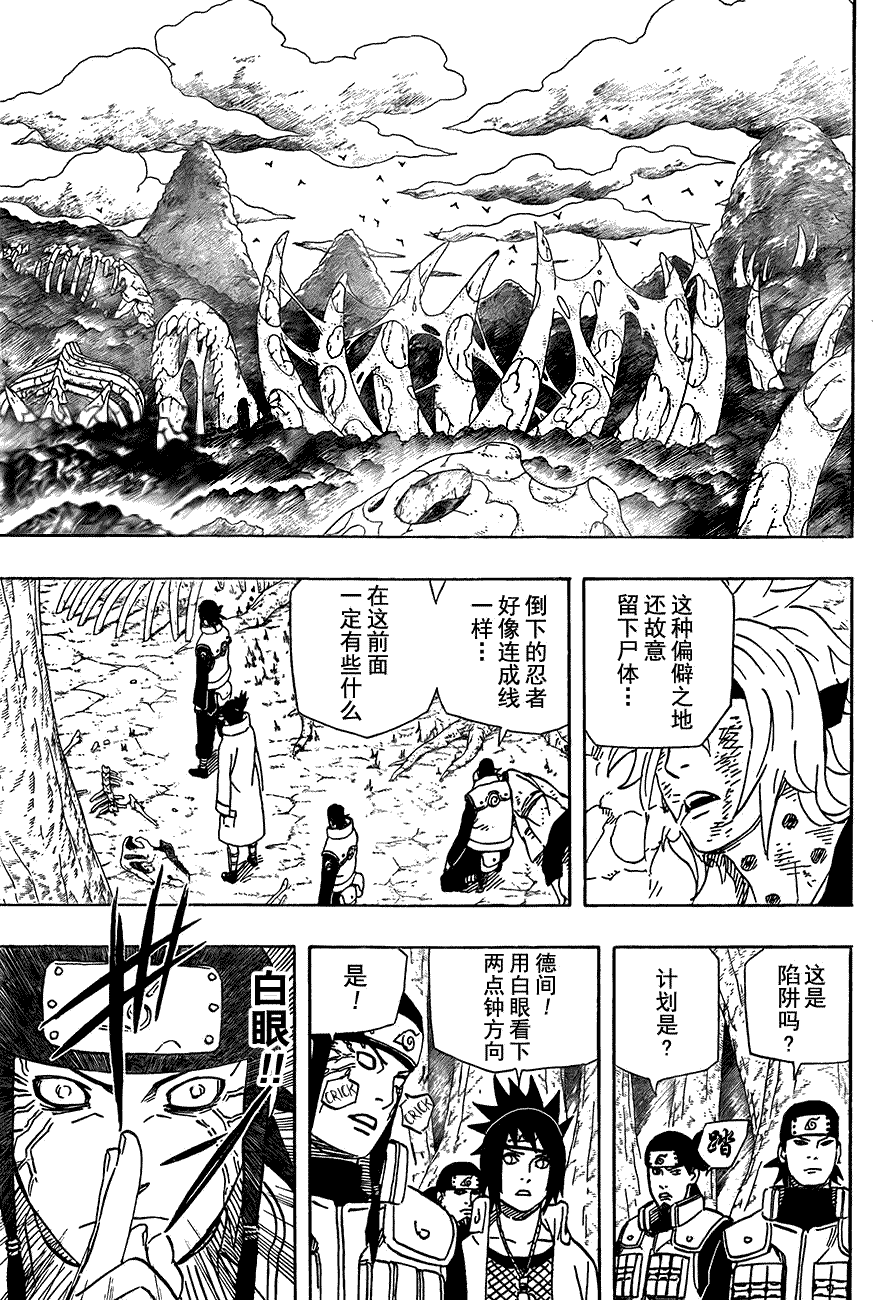 这种偏僻之地
还故意
留下尸体…
倒下的忍者
好像连成线
一样…
在这前面
一定有些什么
这是
陷阱吗?
计划是?
踏
德间!
用白眼看下
两点钟方向
是!
CRICK
CRICK
白眼!!